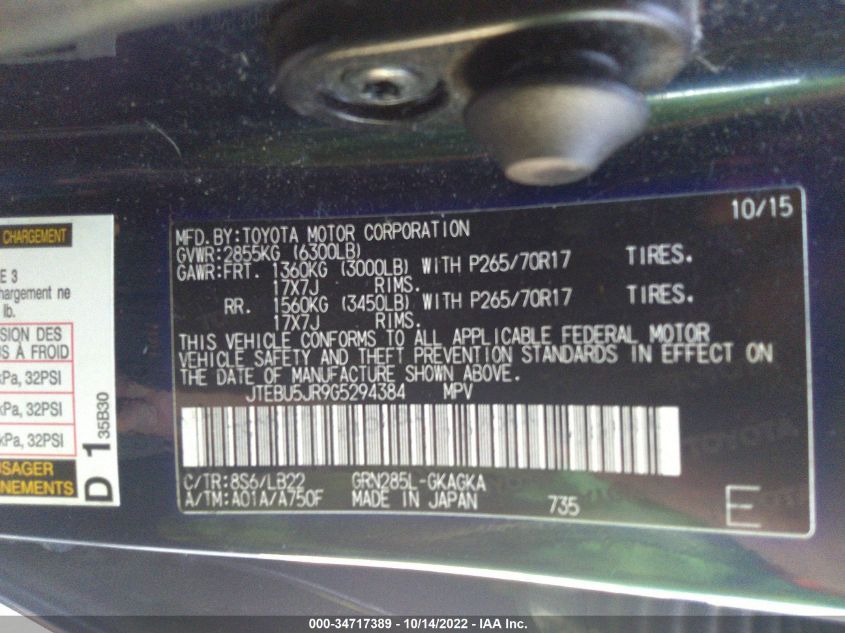 CHARGEMENT
E 3
hargement ne
lb.
SION DES
US À FROID
kPa, 32PSI
kPa, 32PSI
kPa, 32PSI
USAGER
NEMENTS
D 1 35B30
10/15
MFD.BY:TOYOTA MOTOR CORPORATION
GVWR:2855KG (6300LB)
GAWR:FRT. 1360KG (3000LB) WITH P265/70R17 TIRES.
17X7J RIMS.
RR. 1560KG (3450LB) WITH P265/70R17 TIRES.
17X7J RIMS.
THIS VEHICLE CONFORMS TO ALL APPLICABLE FEDERAL MOTOR
VEHICLE SAFETY AND THEFT PREVENTION STANDARDS IN EFFECT ON
THE DATE OF MANUFACTURE SHOWN ABOVE.
JTEBU5JR9G5294384 MPV
C/TR:8S6/LB22 GRN285L-GKAGKA
A/TM:A01A/A750F MADE IN JAPAN 735
E
000-34717389 - 10/14/2022 - IAA Inc.